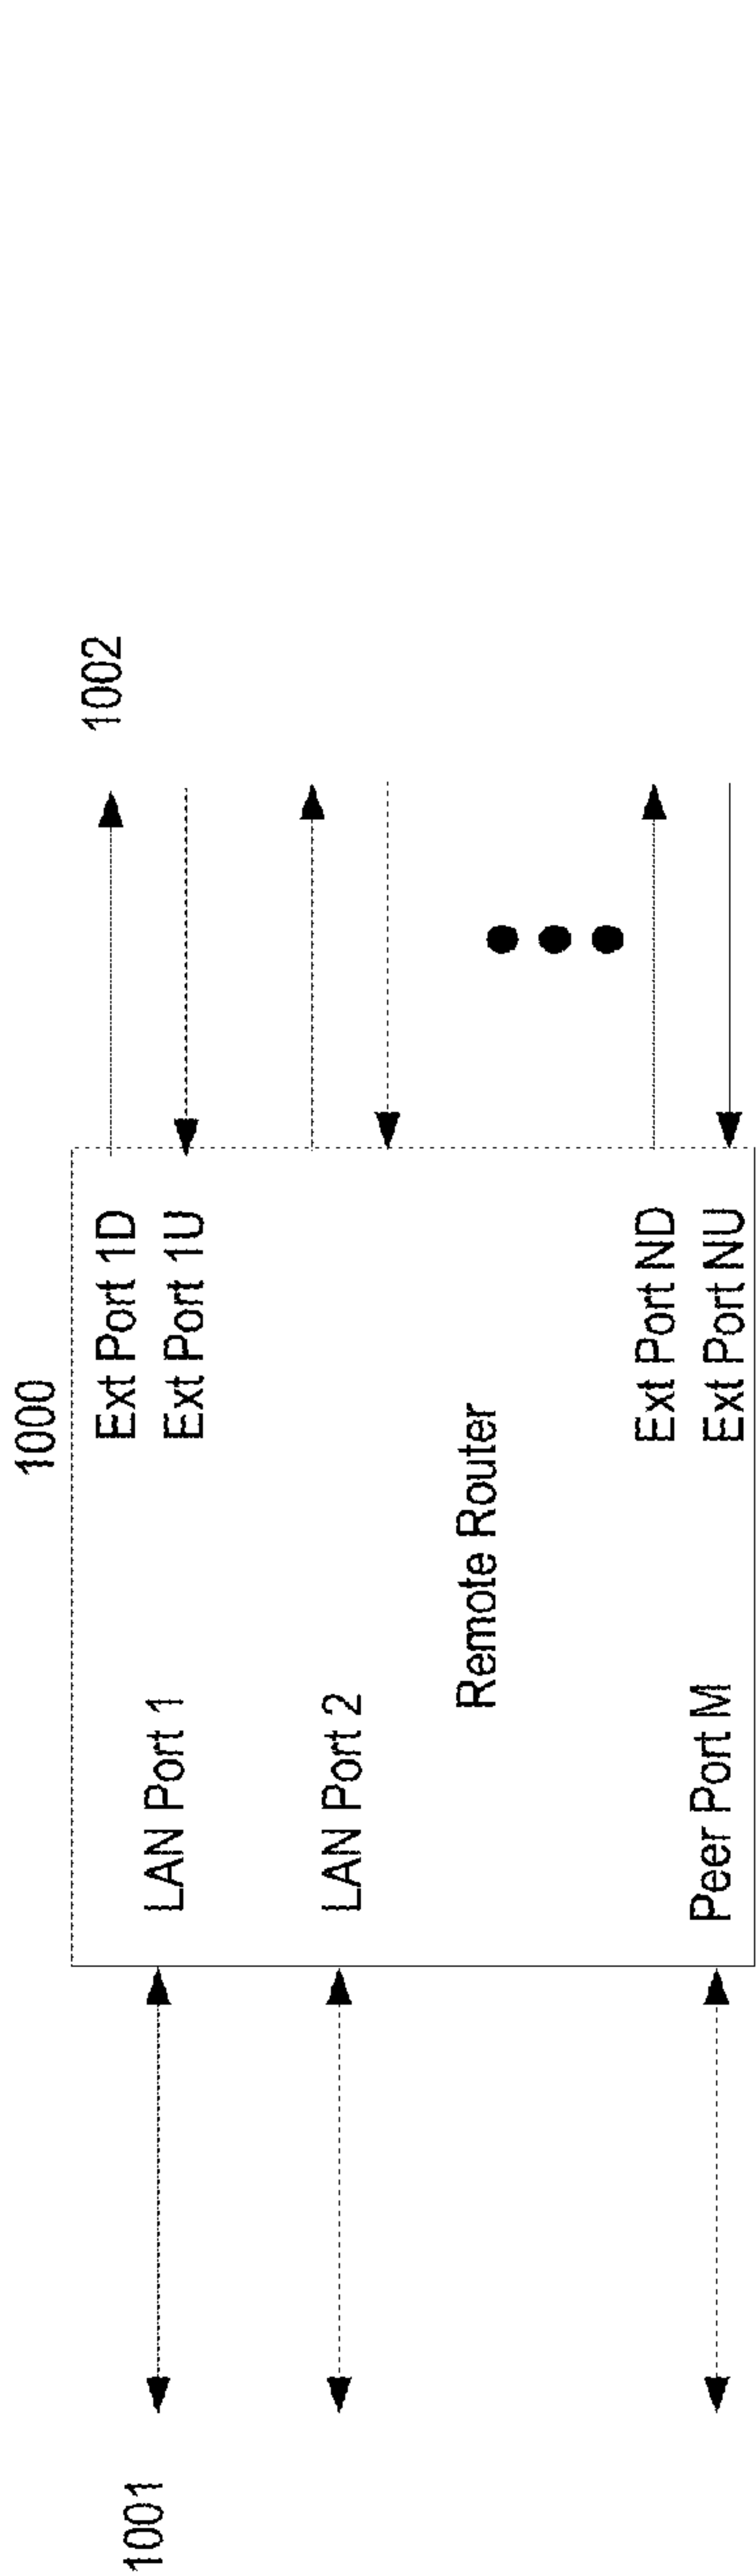 1000
1001
1002
LAN Port 1
Ext Port 1D
Ext Port 1U
LAN Port 2
Remote Router
Peer Port M
Ext Port ND
Ext Port NU